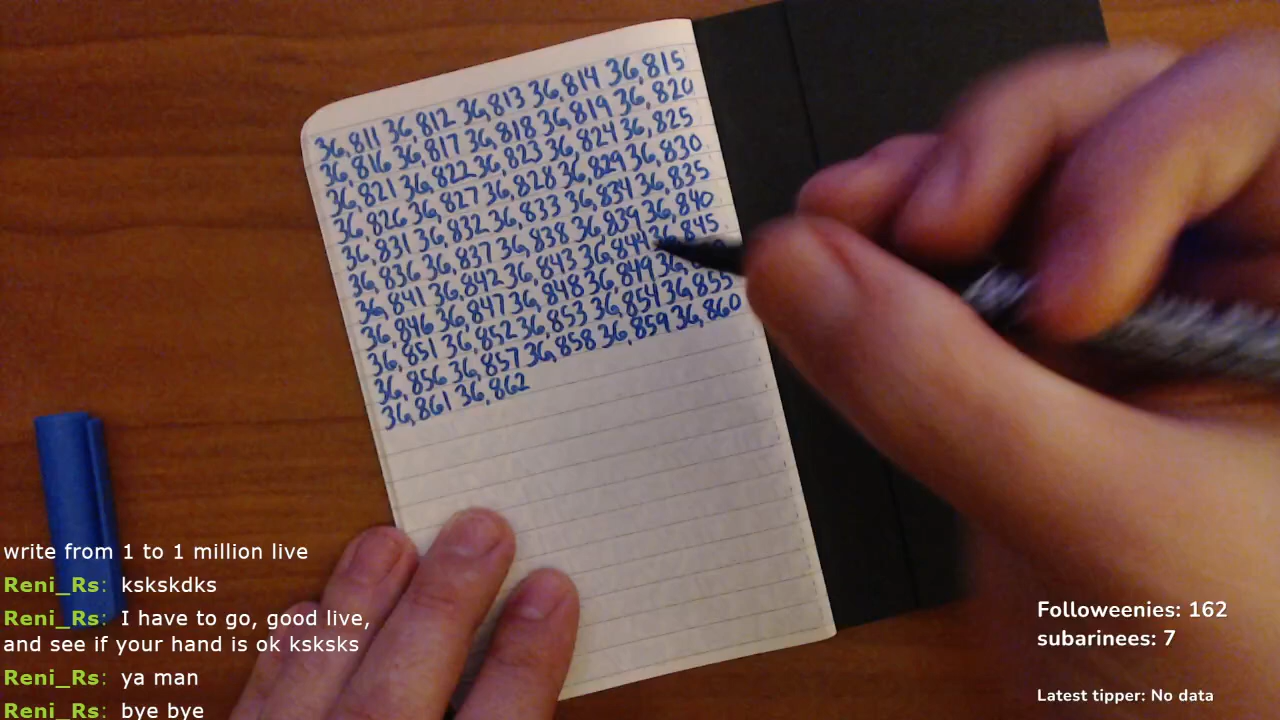 36,811 36,812 36,813 36,814 36,815
36,816 36,817 36,818 36,819 36,820
36,821 36,822 36,823 36,824 36,825
36,826 36,827 36,828 36,829 36,830
36,831 36,832 36,833 36,834 36,835
36,836 36,837 36,838 36,839 36,840
36,841 36,842 36,843 36,844 36,845
36,846 36,847 36,848 36,849
36,851 36,852 36,853 36,854 36,855
36,856 36,857 36,858 36,859 36,860
36,861 36,862
write from 1 to 1 million live
Reni_Rs: kskskdks
Reni_Rs: I have to go, good live,
and see if your hand is ok ksksks
Reni_Rs: ya man
Reni_Rs: bye bye
Followeenies: 162
subarinees: 7
Latest tipper: No data